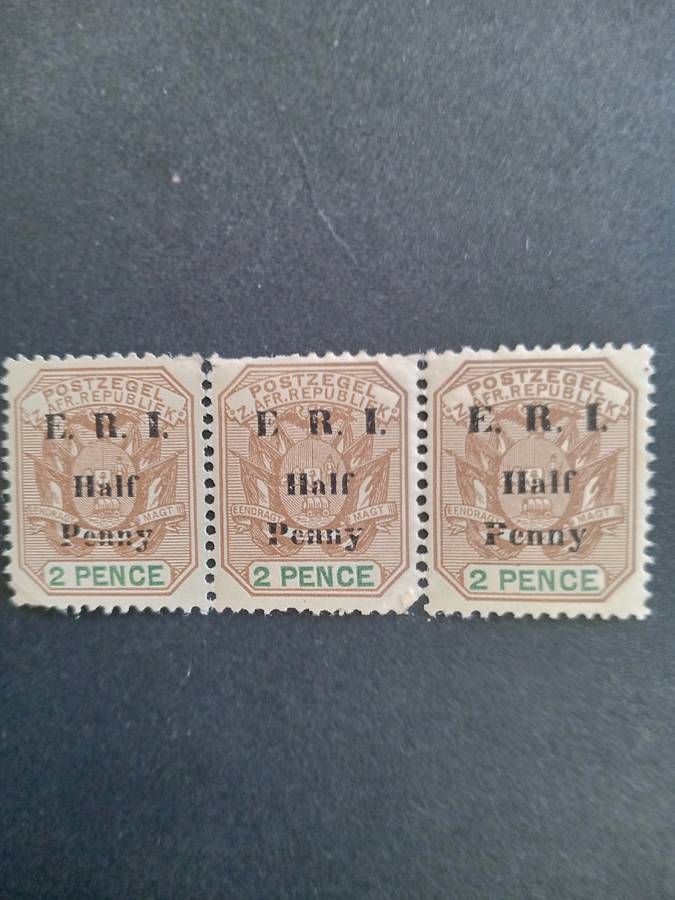 POSTZEGEL
Z. AFR. REPUBLIEK
E. R. I.
Half
EENDRAGT MAGT
Penny
2 PENCE
POSTZEGEL
Z. AFR. REPUBLIEK
E R. I.
Half
EENDRAGT MAGT
Penny
2 PENCE
POSTZEGEL
Z. AFR. REPUBLIEK
E. R. I.
Half
EENDRAGT MAGT
Penny
2 PENCE